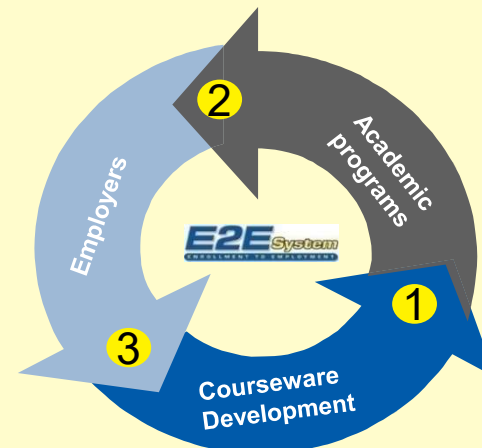 2
Academic
programs
Employers
E2E System
ENROLLMENT TO EMPLOYMENT
1
3
Courseware
Development